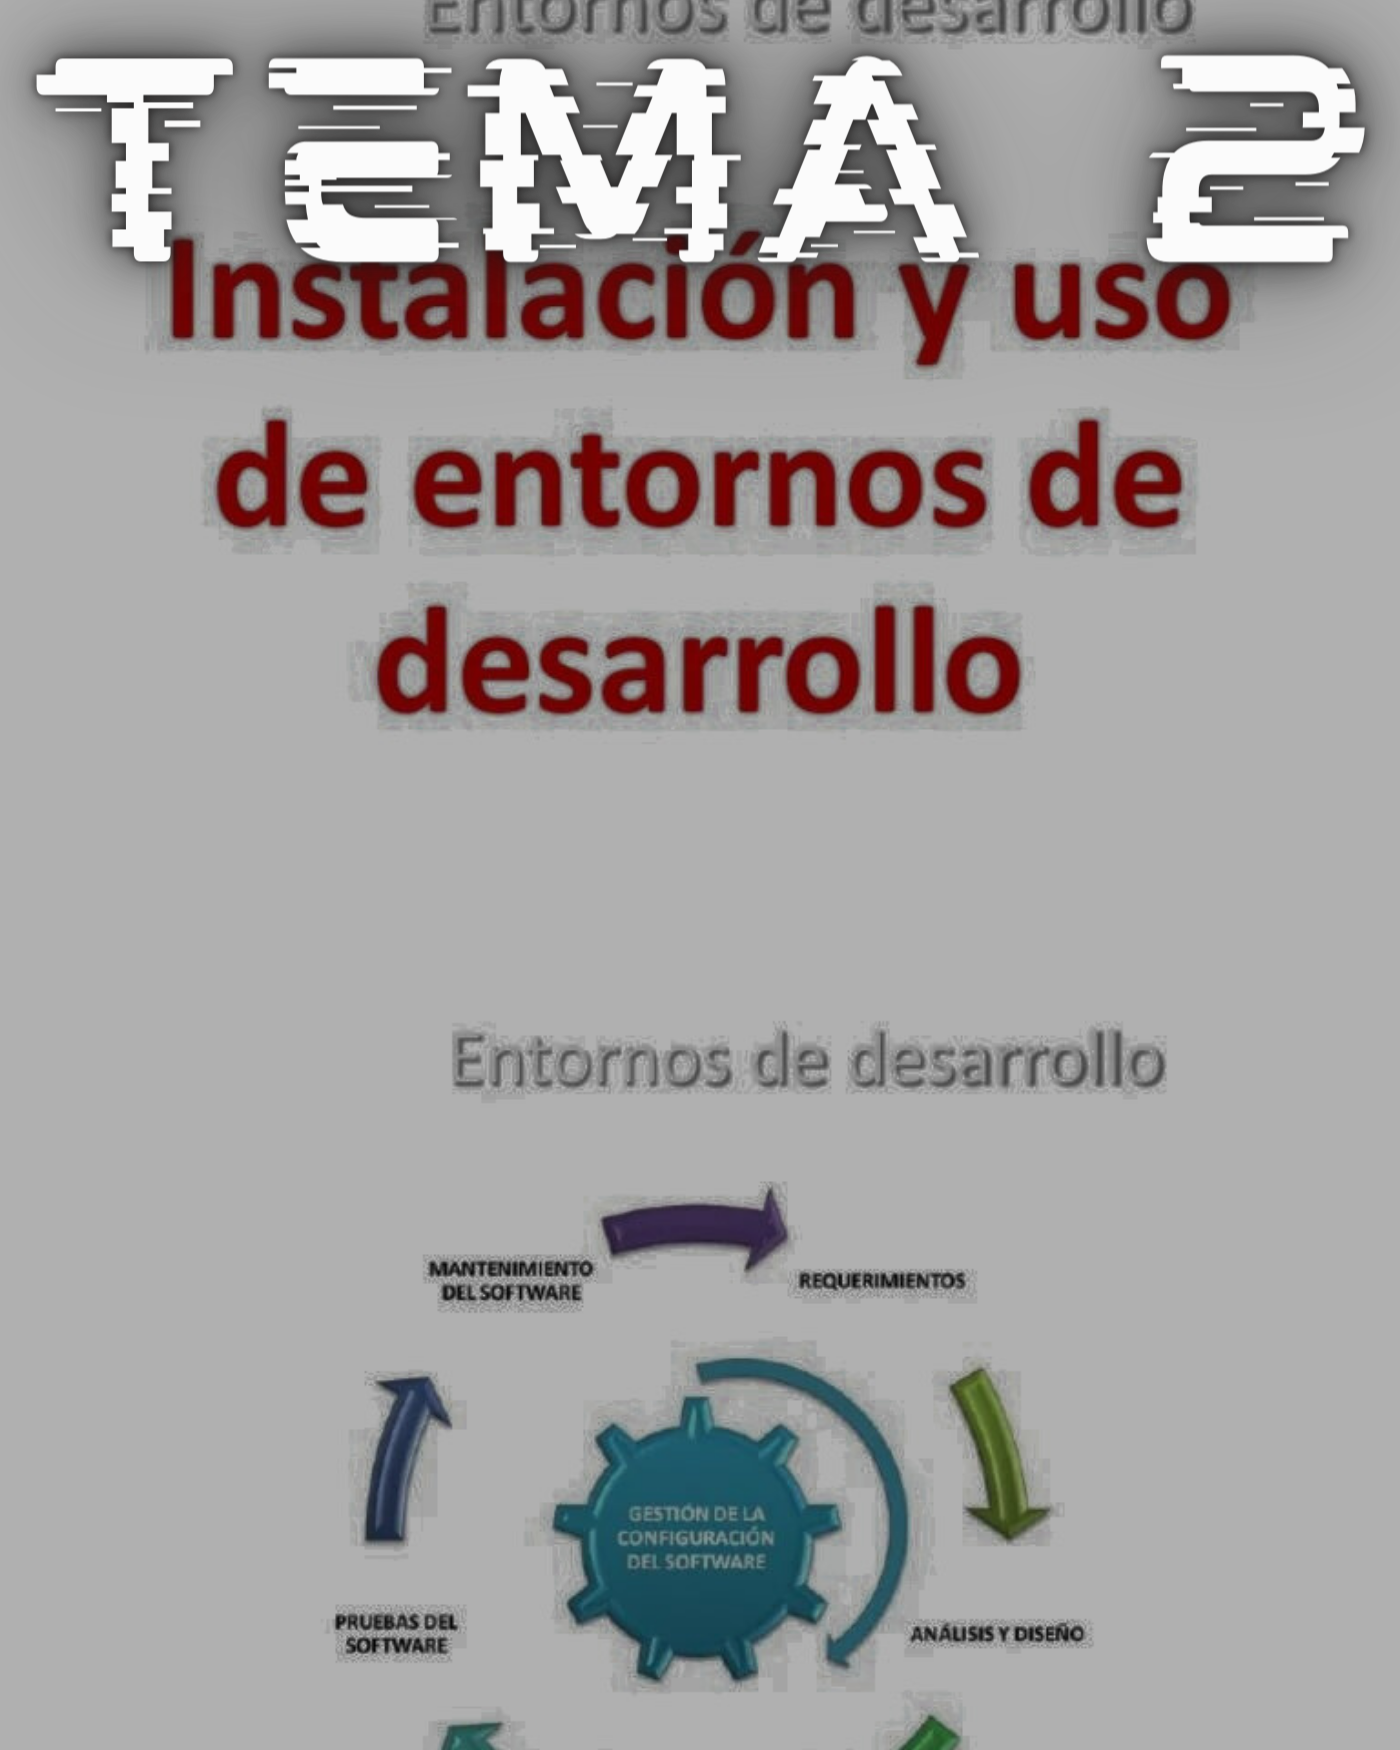 Entornos de desarrollo
TEMA 2
Instalación y uso
de entornos de
desarrollo
Entornos de desarrollo
MANTENIMIENTO
DEL SOFTWARE
REQUERIMIENTOS
GESTIÓN DE LA
CONFIGURACIÓN
DEL SOFTWARE
PRUEBAS DEL
SOFTWARE
ANÁLISIS Y DISEÑO